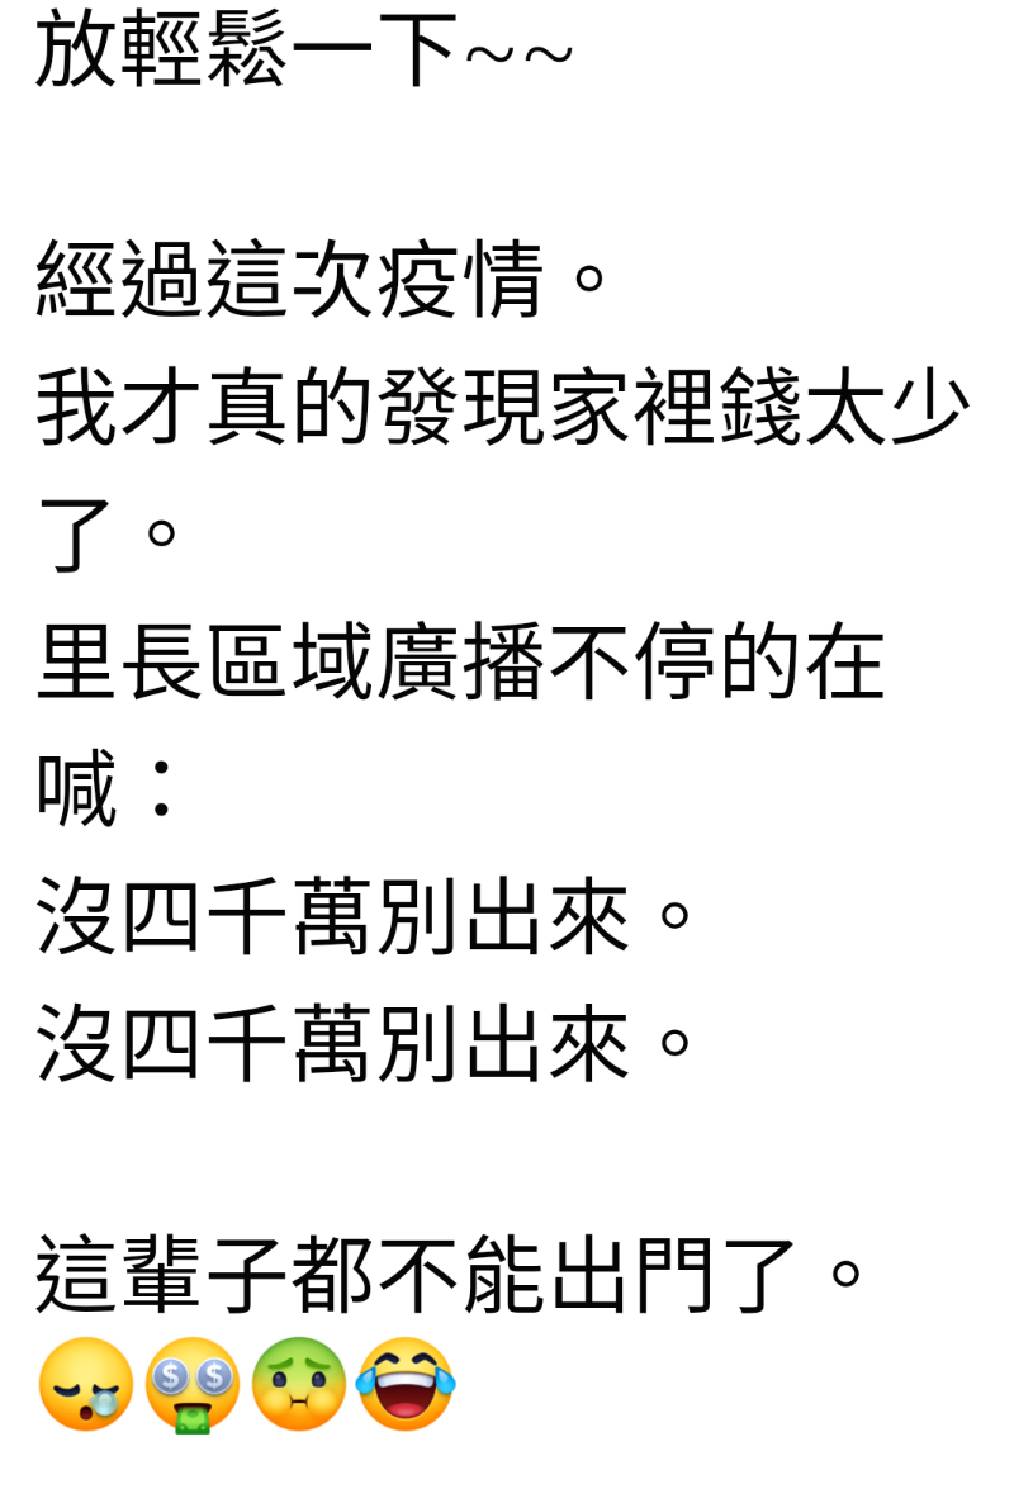 放輕鬆一下~~
經過這次疫情。
我才真的發現家裡錢太少
了。
里長區域廣播不停的在
喊：
沒四千萬別出來。
沒四千萬別出來。
這輩子都不能出門了。
😪🤑🤢😂